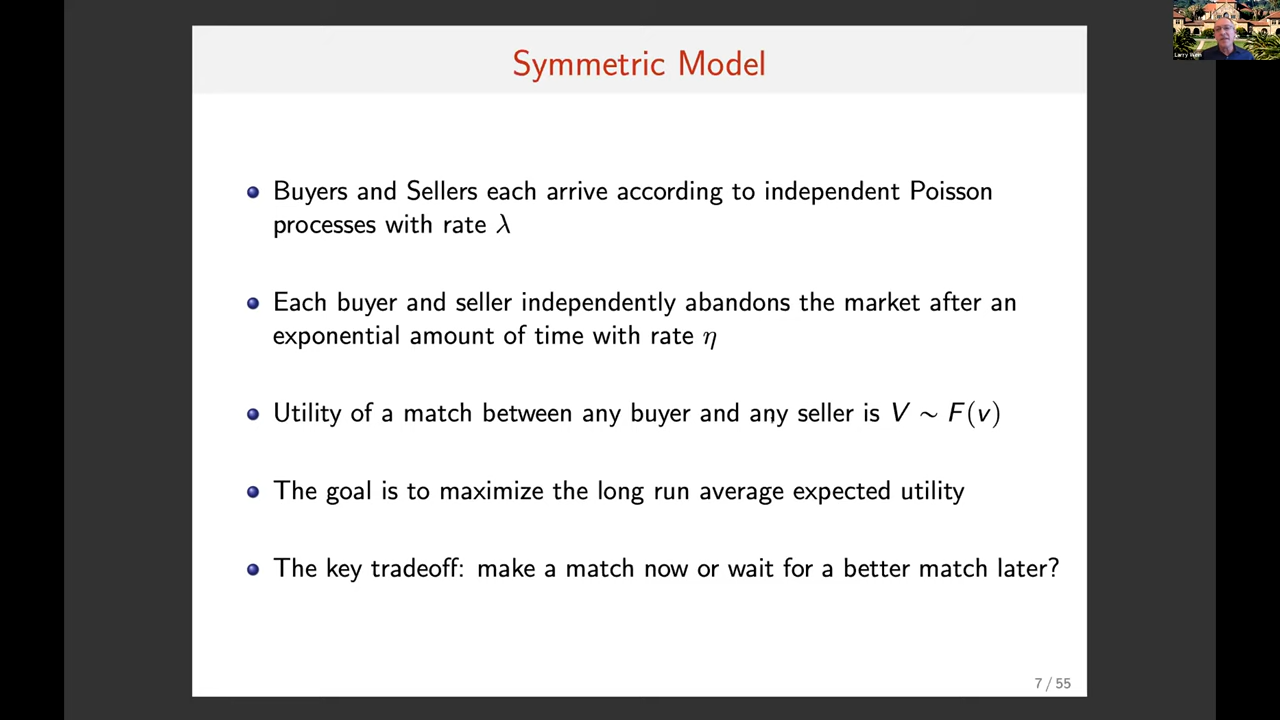 Symmetric Model
Buyers and Sellers each arrive according to independent Poisson
processes with rate λ
Each buyer and seller independently abandons the market after an
exponential amount of time with rate η
Utility of a match between any buyer and any seller is V ∼ F(v)
The goal is to maximize the long run average expected utility
The key tradeoff: make a match now or wait for a better match later?
7 / 55
Larry